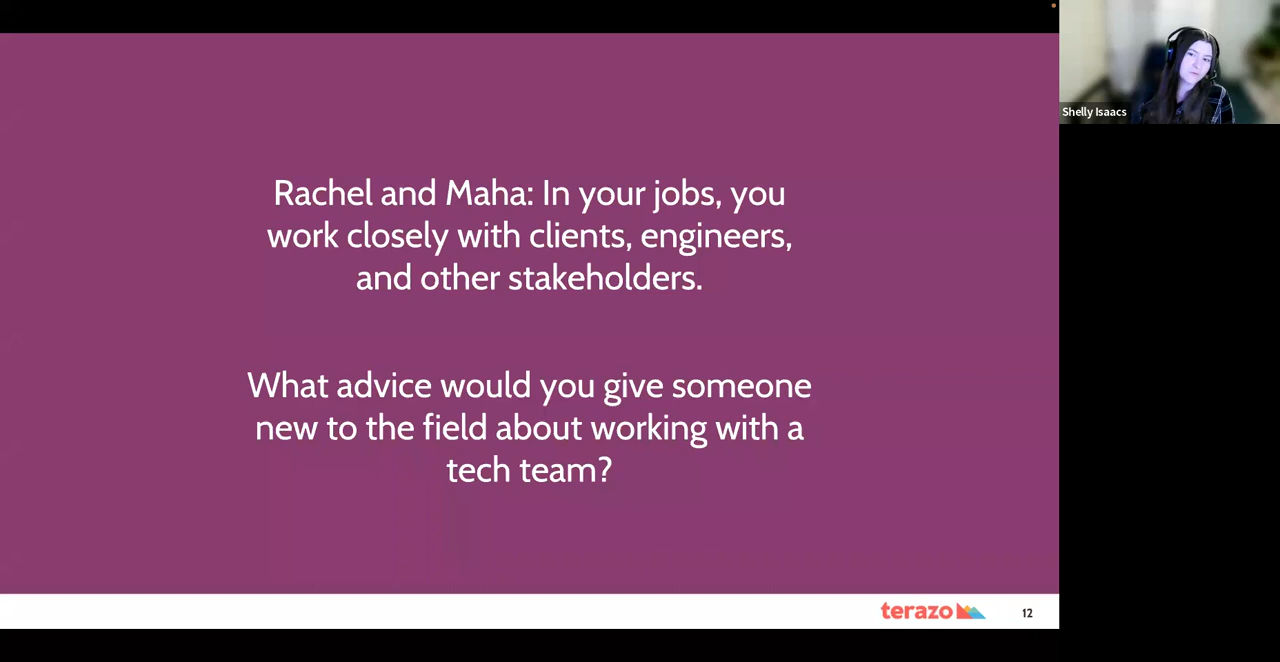 Rachel and Maha: In your jobs, you
work closely with clients, engineers,
and other stakeholders.
What advice would you give someone
new to the field about working with a
tech team?
terazo
12
Shelly Isaacs